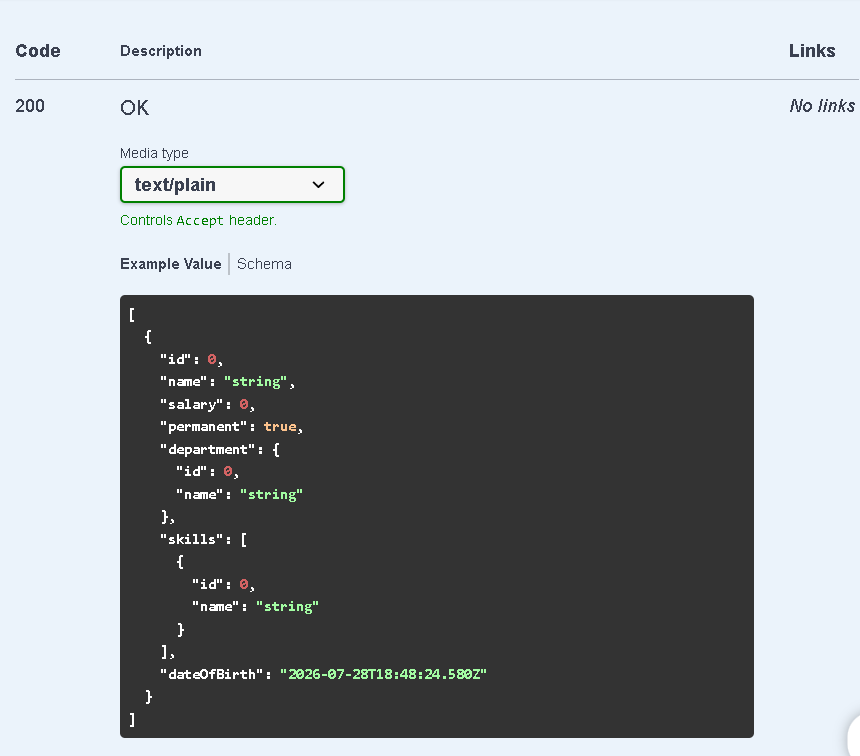 Code Description Links
200 OK No links
Media type
text/plain
Controls Accept header.
Example Value Schema
[
  {
    "id": 0,
    "name": "string",
    "salary": 0,
    "permanent": true,
    "department": {
      "id": 0,
      "name": "string"
    },
    "skills": [
      {
        "id": 0,
        "name": "string"
      }
    ],
    "dateOfBirth": "2026-07-28T18:48:24.580Z"
  }
]